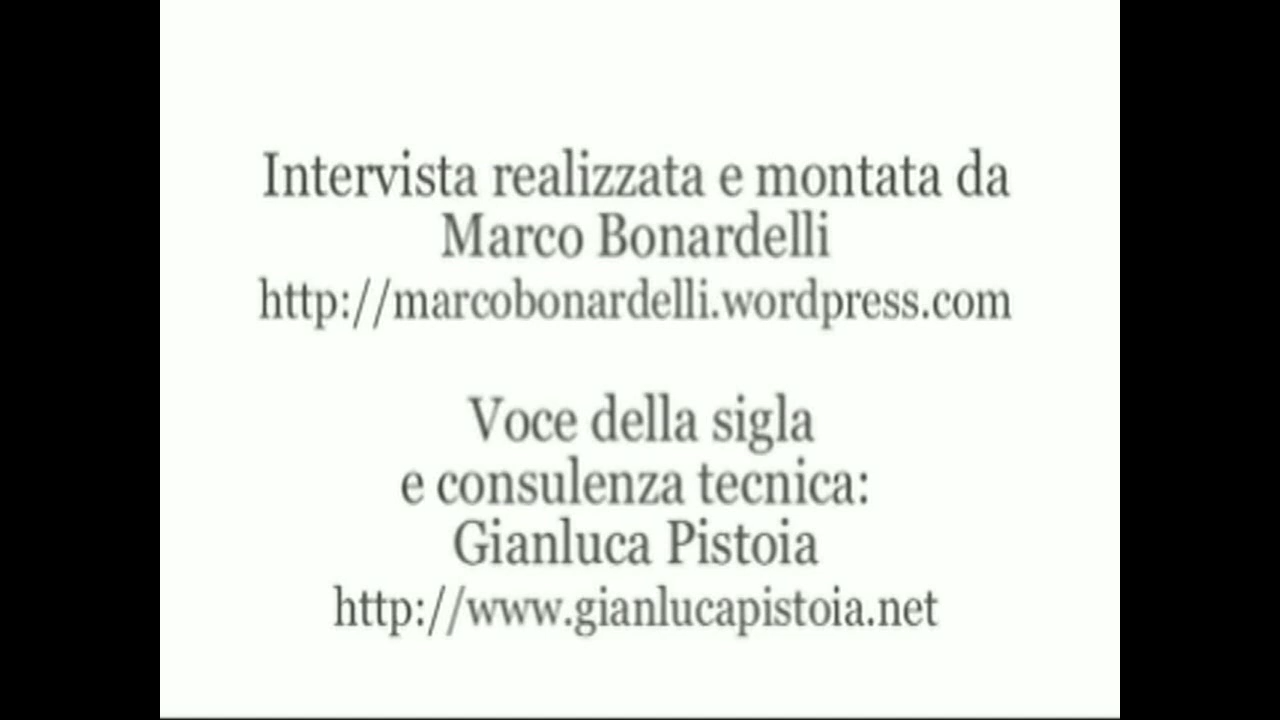 Intervista realizzata e montata da
Marco Bonardelli
http://marcobonardelli.wordpress.com
Voce della sigla
e consulenza tecnica:
Gianluca Pistoia
http://www.gianlucapistoia.net